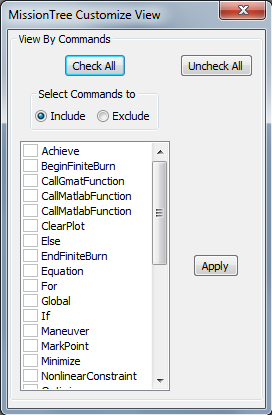 MissionTree Customize View
View By Commands
Check All
Uncheck All
Select Commands to
Include
Exclude
Achieve
BeginFiniteBurn
CallGmatFunction
CallMatlabFunction
CallMatlabFunction
ClearPlot
Else
EndFiniteBurn
Equation
For
Global
If
Maneuver
MarkPoint
Minimize
NonlinearConstraint
Apply